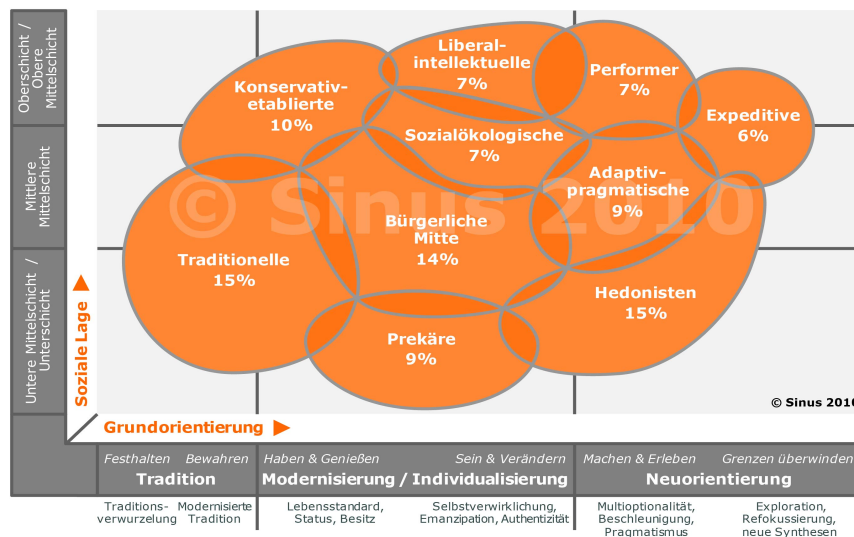 Oberschicht /
Obere
Mittelschicht
Mittlere
Mittelschicht
Untere Mittelschicht /
Unterschicht
Soziale Lage
Konservativ-
etablierte
10%
Liberal-
intellektuelle
7%
Performer
7%
Expeditive
6%
Sozialökologische
7%
Adaptiv-
pragmatische
9%
© Sinus 2010
Bürgerliche
Mitte
14%
Traditionelle
15%
Hedonisten
15%
Prekäre
9%
© Sinus 2010
Grundorientierung
Festhalten Bewahren
Tradition
Haben & Genießen Sein & Verändern
Modernisierung / Individualisierung
Machen & Erleben Grenzen überwinden
Neuorientierung
Traditions-
verwurzelung
Modernisierte
Tradition
Lebensstandard,
Status, Besitz
Selbstverwirklichung,
Emanzipation, Authentizität
Multioptionalität,
Beschleunigung,
Pragmatismus
Exploration,
Refokussierung,
neue Synthesen